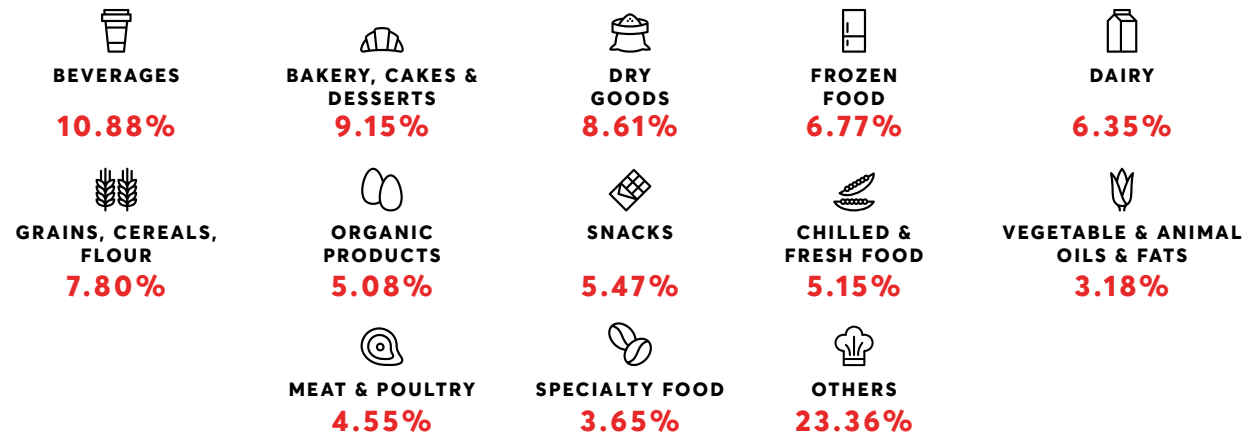 BEVERAGES
10.88%
BAKERY, CAKES &
DESSERTS
9.15%
DRY
GOODS
8.61%
FROZEN
FOOD
6.77%
DAIRY
6.35%
GRAINS, CEREALS,
FLOUR
7.80%
ORGANIC
PRODUCTS
5.08%
SNACKS
5.47%
CHILLED &
FRESH FOOD
5.15%
VEGETABLE & ANIMAL
OILS & FATS
3.18%
MEAT & POULTRY
4.55%
SPECIALTY FOOD
3.65%
OTHERS
23.36%